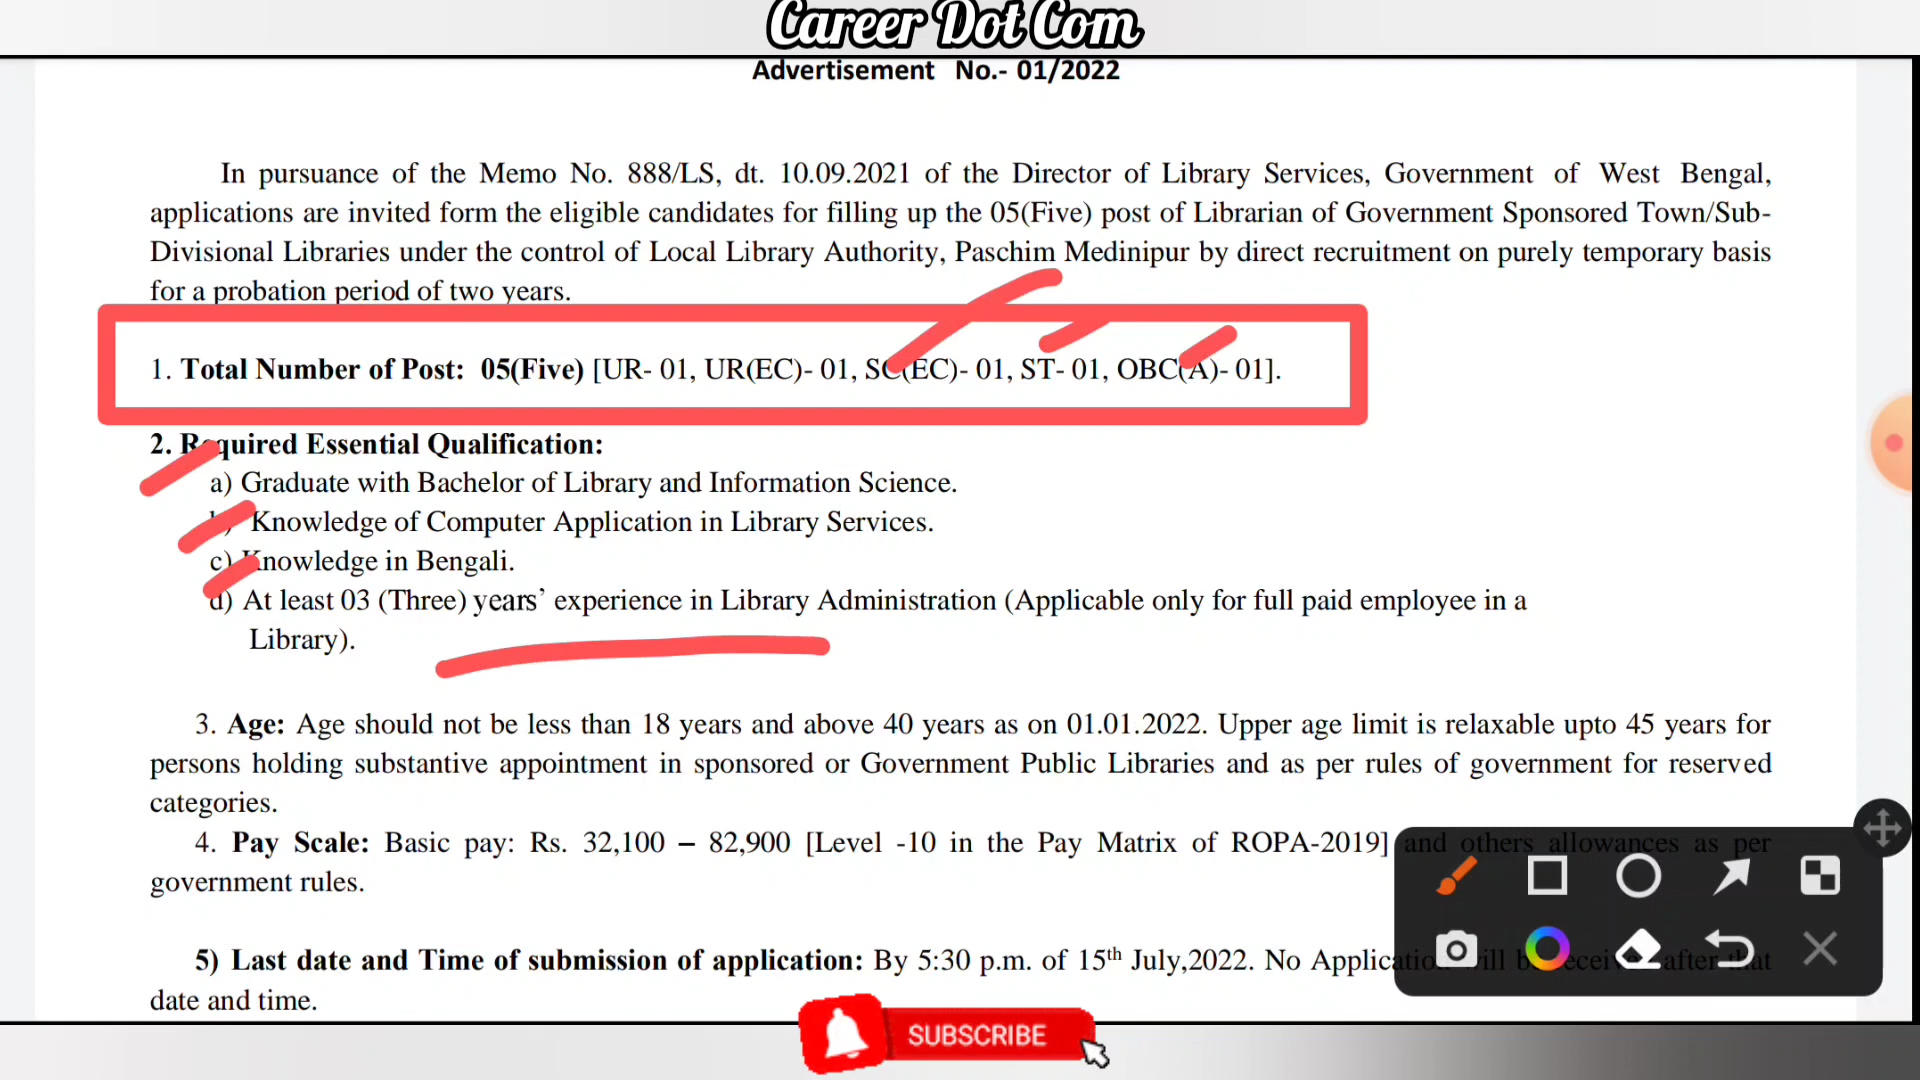 Career Dot Com
Advertisement No.- 01/2022
In pursuance of the Memo No. 888/LS, dt. 10.09.2021 of the Director of Library Services, Government of West Bengal,
applications are invited form the eligible candidates for filling up the 05(Five) post of Librarian of Government Sponsored Town/Sub-
Divisional Libraries under the control of Local Library Authority, Paschim Medinipur by direct recruitment on purely temporary basis
for a probation period of two years.
1. Total Number of Post: 05(Five) [UR- 01, UR(EC)- 01, SC(EC)- 01, ST- 01, OBC(A)- 01].
2. Required Essential Qualification:
a) Graduate with Bachelor of Library and Information Science.
b) Knowledge of Computer Application in Library Services.
c) Knowledge in Bengali.
d) At least 03 (Three) years’ experience in Library Administration (Applicable only for full paid employee in a
Library).
3. Age: Age should not be less than 18 years and above 40 years as on 01.01.2022. Upper age limit is relaxable upto 45 years for
persons holding substantive appointment in sponsored or Government Public Libraries and as per rules of government for reserved
categories.
4. Pay Scale: Basic pay: Rs. 32,100 – 82,900 [Level -10 in the Pay Matrix of ROPA-2019] and others allowances as per
government rules.
5) Last date and Time of submission of application: By 5:30 p.m. of 15th July,2022. No Application will be received after that
date and time.
SUBSCRIBE